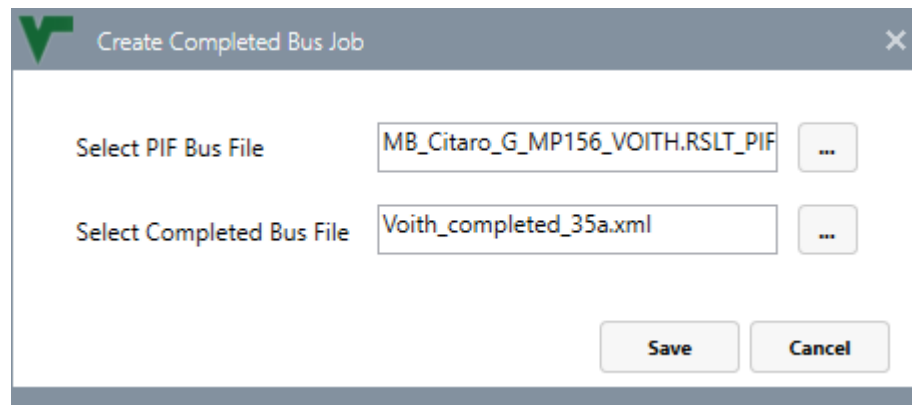 Create Completed Bus Job
Select PIF Bus File MB_Citaro_G_MP156_VOITH.RSLT_PIF ...
Select Completed Bus File Voith_completed_35a.xml ...
Save Cancel